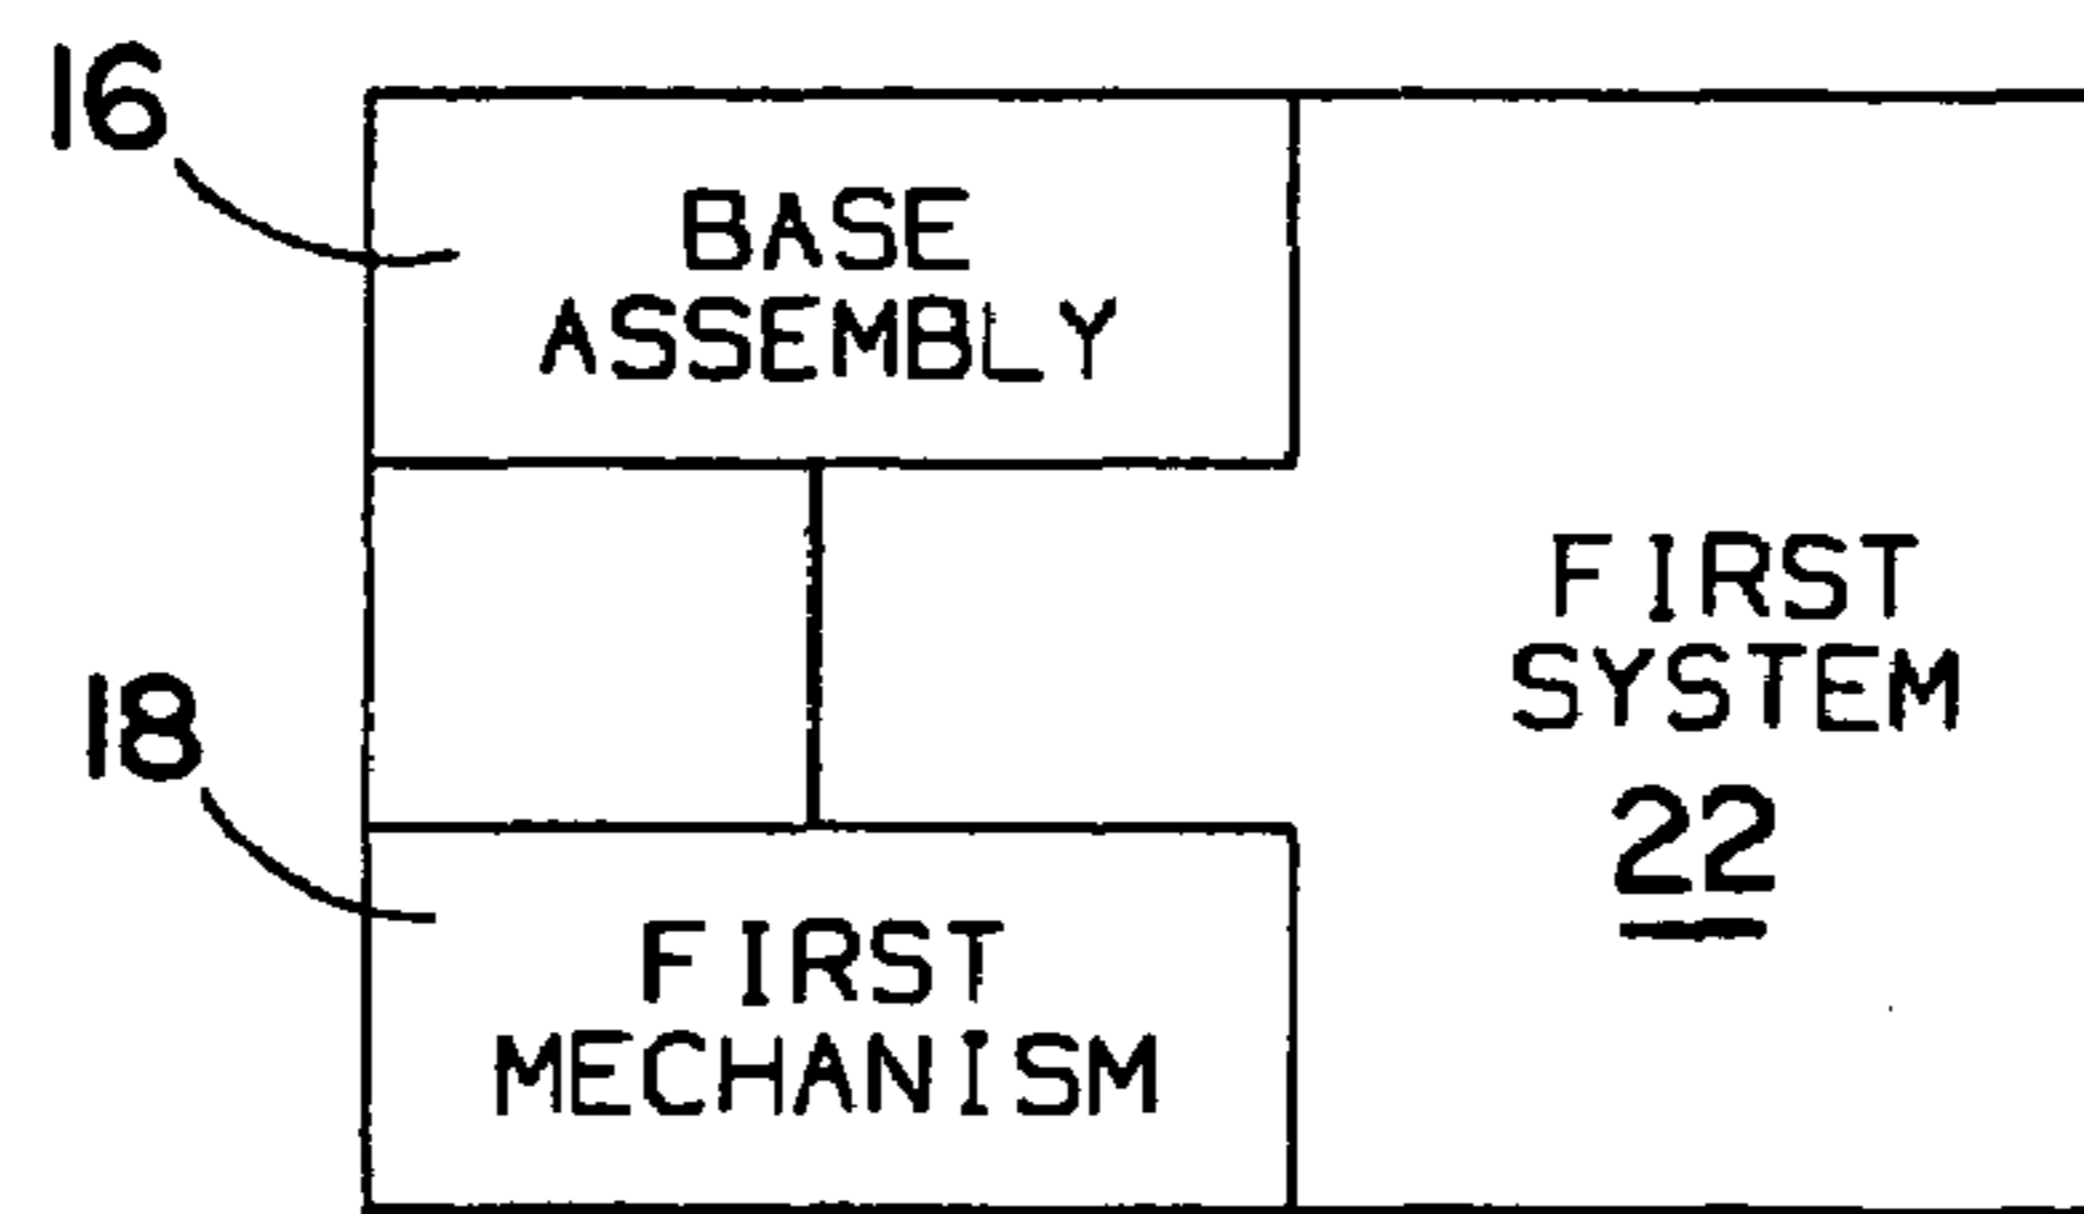 16
BASE
ASSEMBLY
FIRST
SYSTEM
22
18
FIRST
MECHANISM